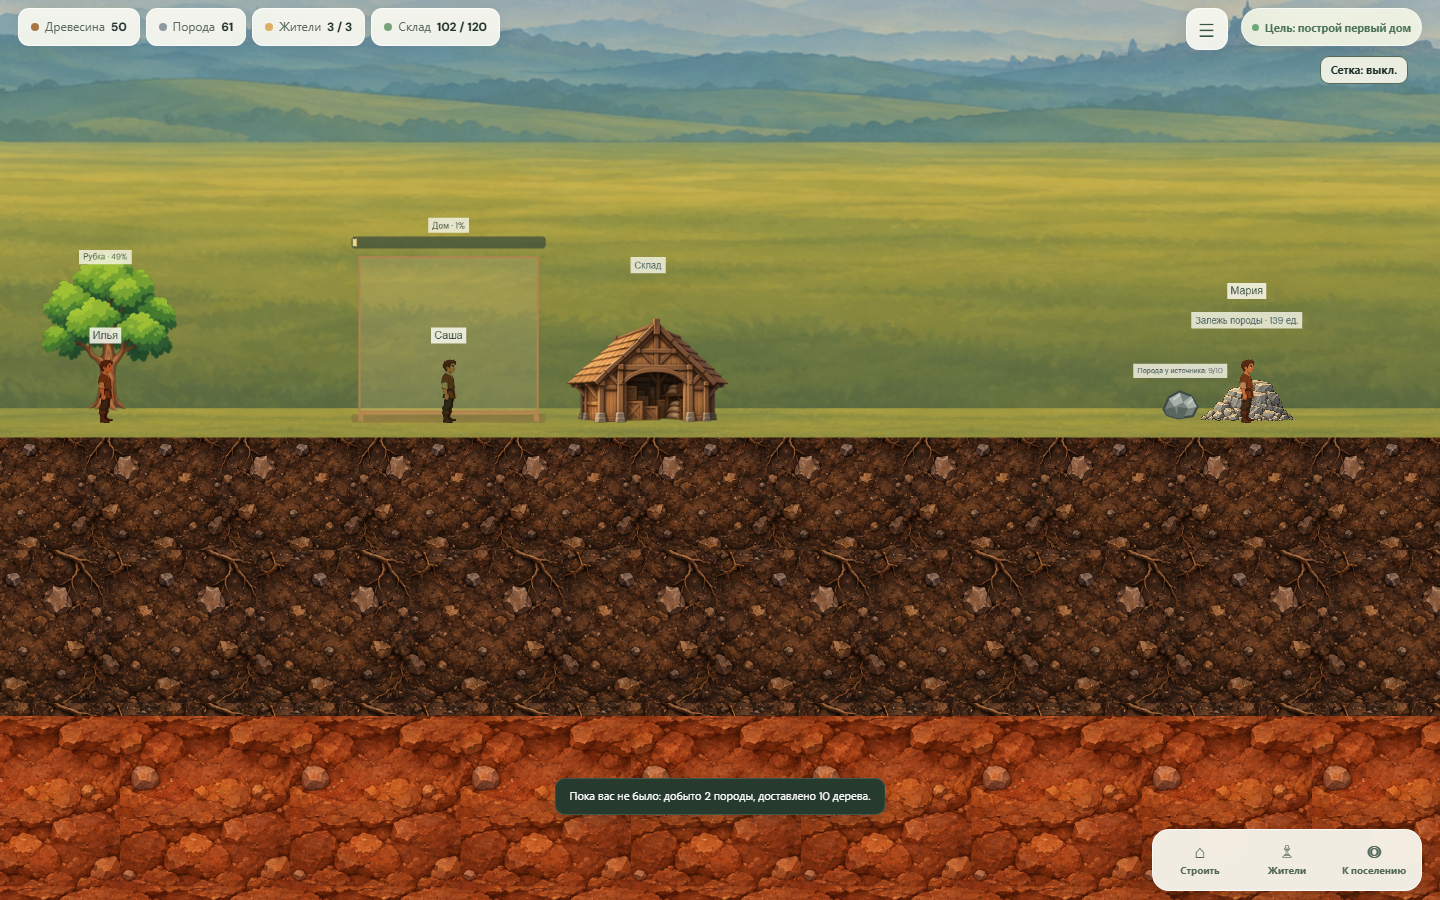 Древесина 50
Порода 61
Жители 3 / 3
Склад 102 / 120
☰
Цель: построй первый дом
Сетка: выкл.
Дом · 1%
Рубка · 49%
Склад
Мария
Залежь породы · 139 ед.
Илья
Саша
Порода у источника: 9/10
Пока вас не было: добыто 2 породы, доставлено 10 дерева.
Строить
Жители
К поселению